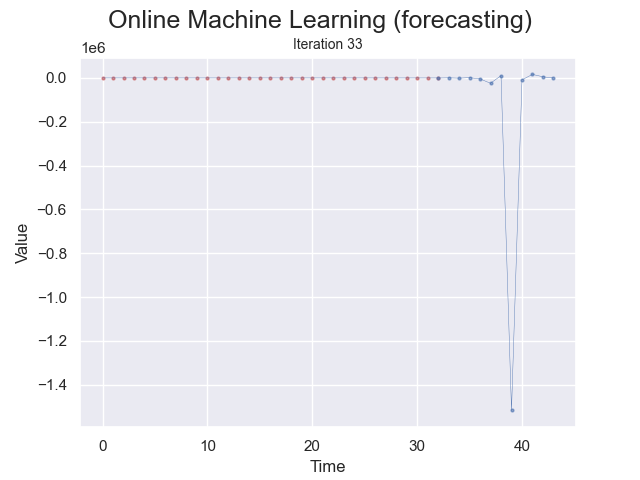 Online Machine Learning (forecasting)
Iteration 33
1e6
0.0
−0.2
−0.4
−0.6
−0.8
−1.0
−1.2
−1.4
Value
0 10 20 30 40
Time